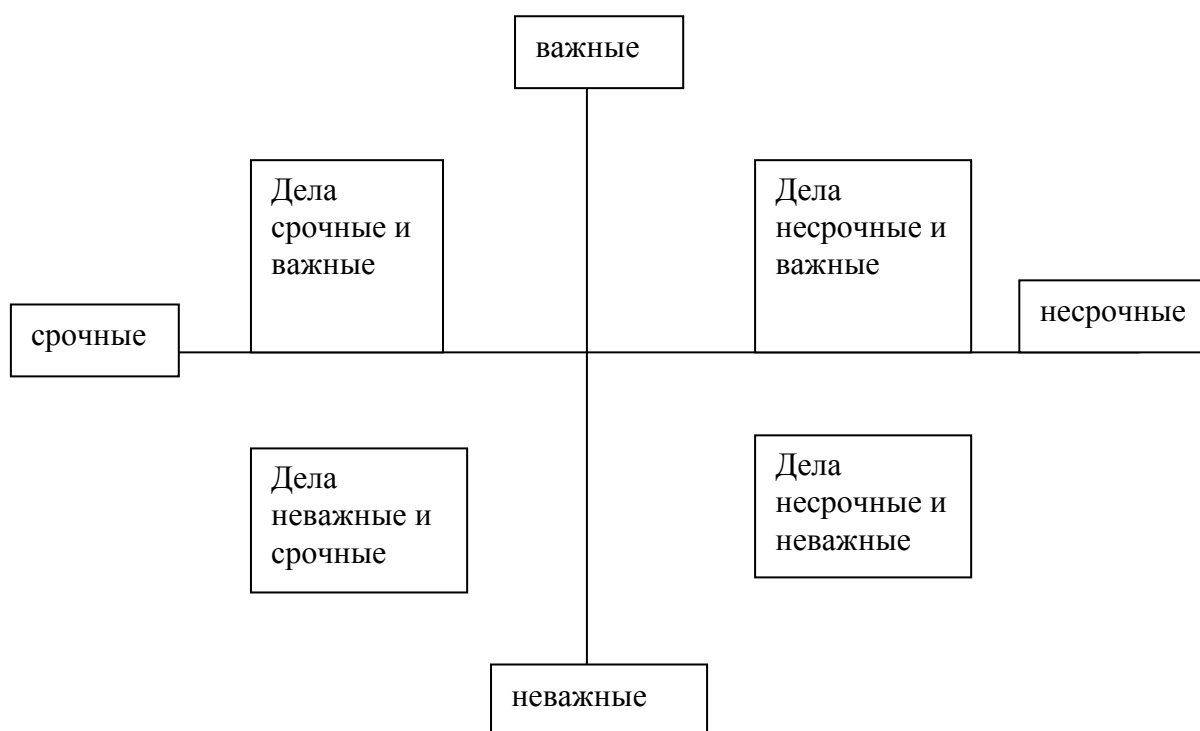 важные
Дела
срочные и
важные
Дела
несрочные и
важные
срочные
несрочные
Дела
неважные и
срочные
Дела
несрочные и
неважные
неважные